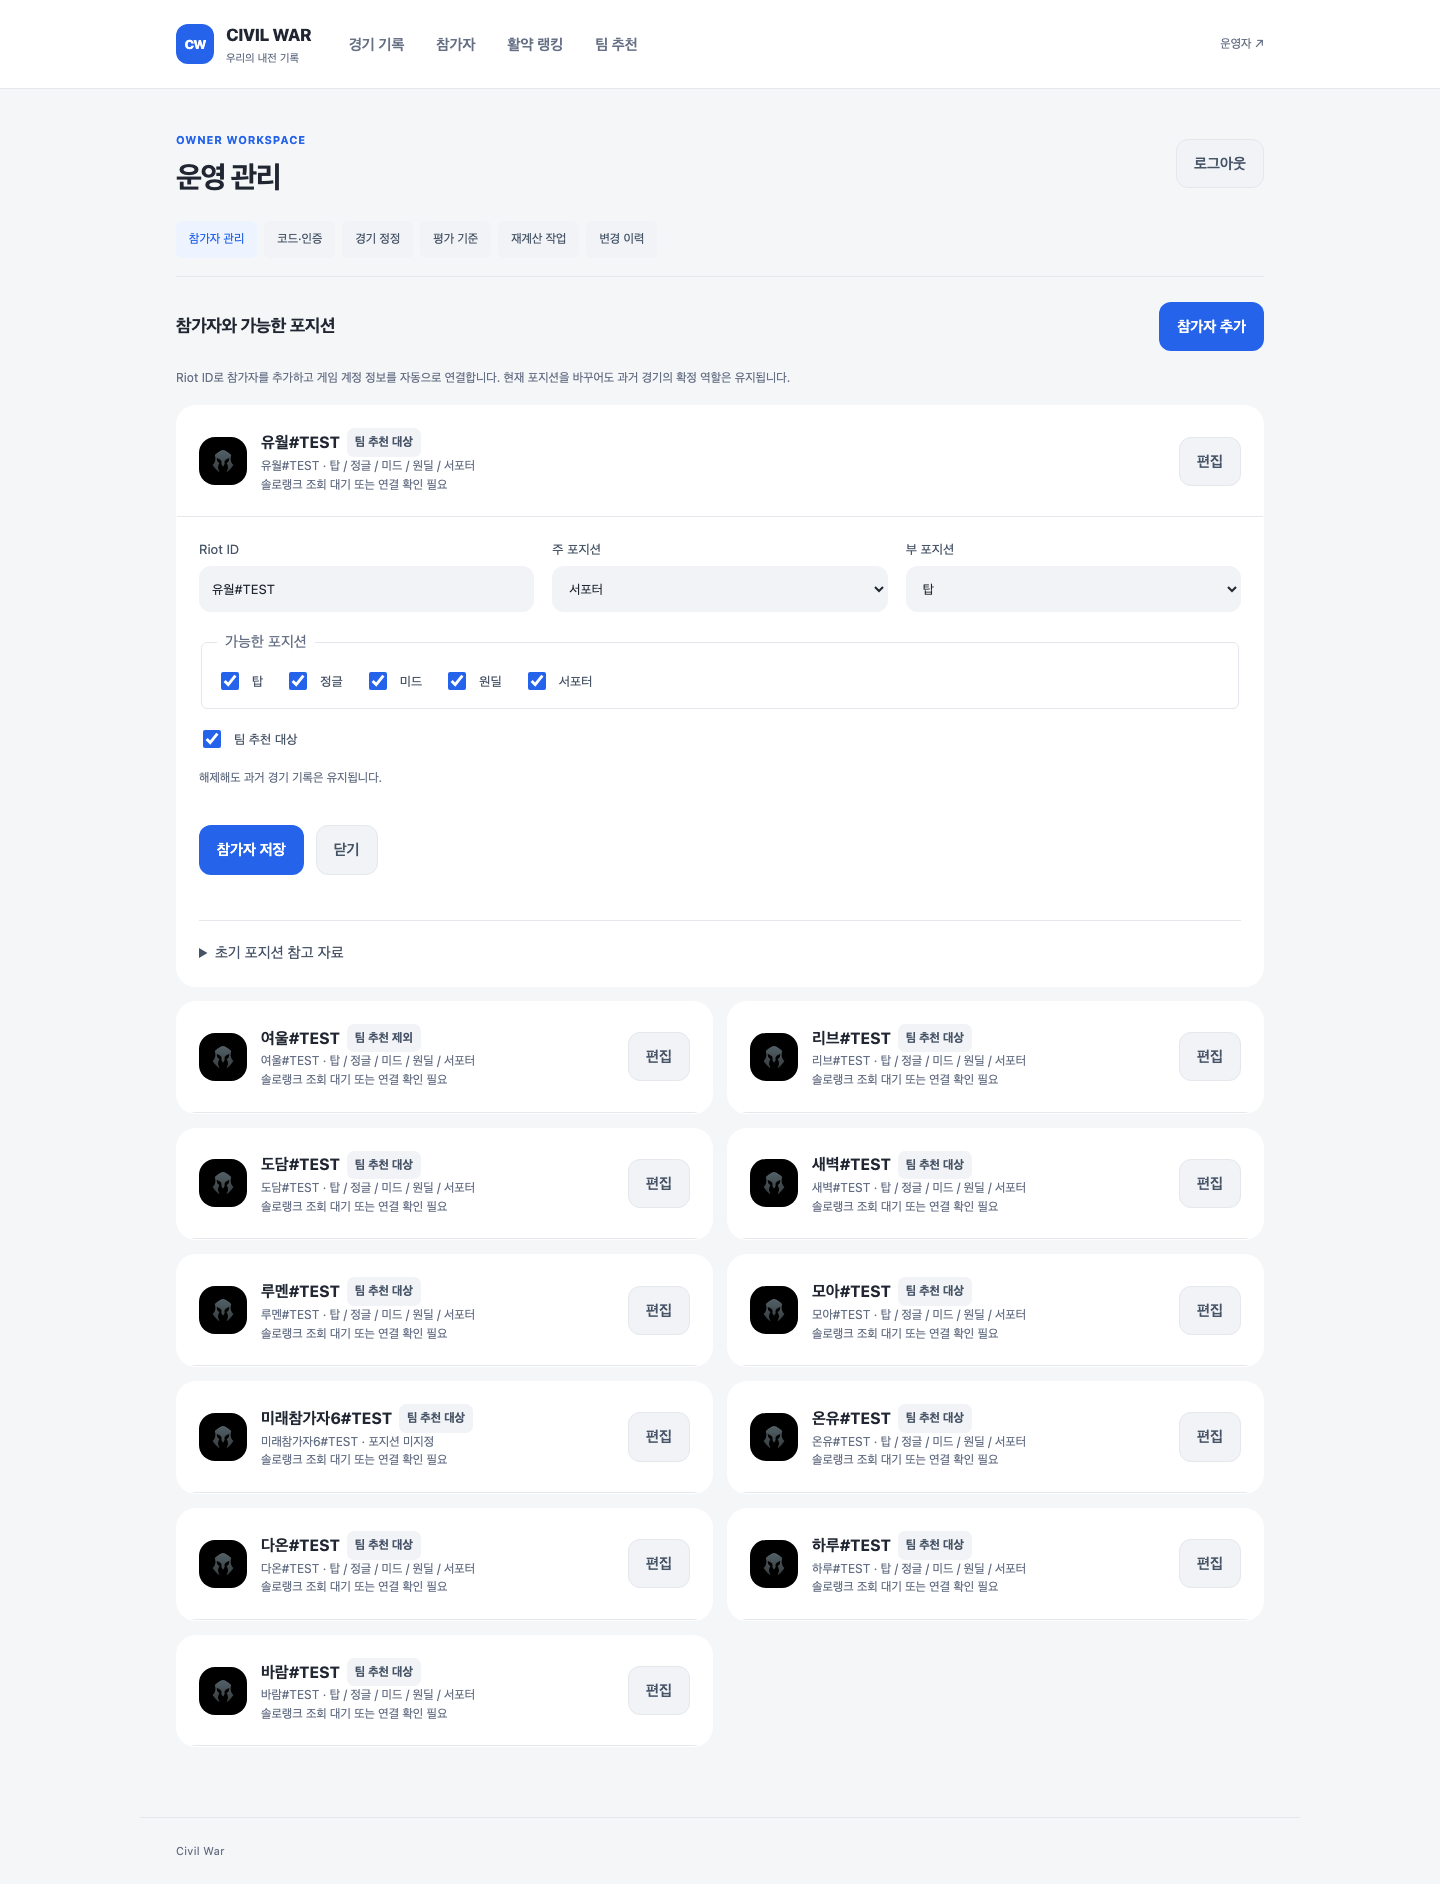 CW
CIVIL WAR
우리의 내전 기록
경기 기록
참가자
활약 랭킹
팀 추천
운영자 ↗
OWNER WORKSPACE
운영 관리
로그아웃
참가자 관리
코드·인증
경기 정정
평가 기준
재계산 작업
변경 이력
참가자와 가능한 포지션
참가자 추가
Riot ID로 참가자를 추가하고 게임 계정 정보를 자동으로 연결합니다. 현재 포지션을 바꾸어도 과거 경기의 확정 역할은 유지됩니다.
유월#TEST 팀 추천 대상
유월#TEST · 탑 / 정글 / 미드 / 원딜 / 서포터
솔로랭크 조회 대기 또는 연결 확인 필요
편집
Riot ID
유월#TEST
주 포지션
서포터
부 포지션
탑
가능한 포지션
탑 정글 미드 원딜 서포터
팀 추천 대상
해제해도 과거 경기 기록은 유지됩니다.
참가자 저장
닫기
▶ 초기 포지션 참고 자료
여울#TEST 팀 추천 제외
여울#TEST · 탑 / 정글 / 미드 / 원딜 / 서포터
솔로랭크 조회 대기 또는 연결 확인 필요
편집
리브#TEST 팀 추천 대상
리브#TEST · 탑 / 정글 / 미드 / 원딜 / 서포터
솔로랭크 조회 대기 또는 연결 확인 필요
편집
도담#TEST 팀 추천 대상
도담#TEST · 탑 / 정글 / 미드 / 원딜 / 서포터
솔로랭크 조회 대기 또는 연결 확인 필요
편집
새벽#TEST 팀 추천 대상
새벽#TEST · 탑 / 정글 / 미드 / 원딜 / 서포터
솔로랭크 조회 대기 또는 연결 확인 필요
편집
루멘#TEST 팀 추천 대상
루멘#TEST · 탑 / 정글 / 미드 / 원딜 / 서포터
솔로랭크 조회 대기 또는 연결 확인 필요
편집
모아#TEST 팀 추천 대상
모아#TEST · 탑 / 정글 / 미드 / 원딜 / 서포터
솔로랭크 조회 대기 또는 연결 확인 필요
편집
미래참가자6#TEST 팀 추천 대상
미래참가자6#TEST · 포지션 미지정
솔로랭크 조회 대기 또는 연결 확인 필요
편집
온유#TEST 팀 추천 대상
온유#TEST · 탑 / 정글 / 미드 / 원딜 / 서포터
솔로랭크 조회 대기 또는 연결 확인 필요
편집
다온#TEST 팀 추천 대상
다온#TEST · 탑 / 정글 / 미드 / 원딜 / 서포터
솔로랭크 조회 대기 또는 연결 확인 필요
편집
하루#TEST 팀 추천 대상
하루#TEST · 탑 / 정글 / 미드 / 원딜 / 서포터
솔로랭크 조회 대기 또는 연결 확인 필요
편집
바람#TEST 팀 추천 대상
바람#TEST · 탑 / 정글 / 미드 / 원딜 / 서포터
솔로랭크 조회 대기 또는 연결 확인 필요
편집
Civil War